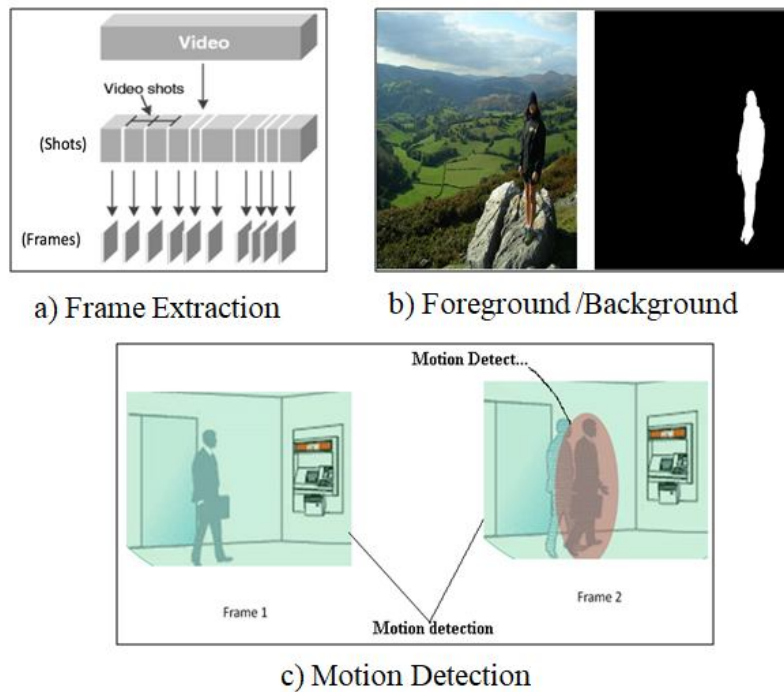 Video
Video shots
(Shots)
(Frames)
a) Frame Extraction
b) Foreground /Background
Motion Detect...
Frame 1
Frame 2
Motion detection
c) Motion Detection